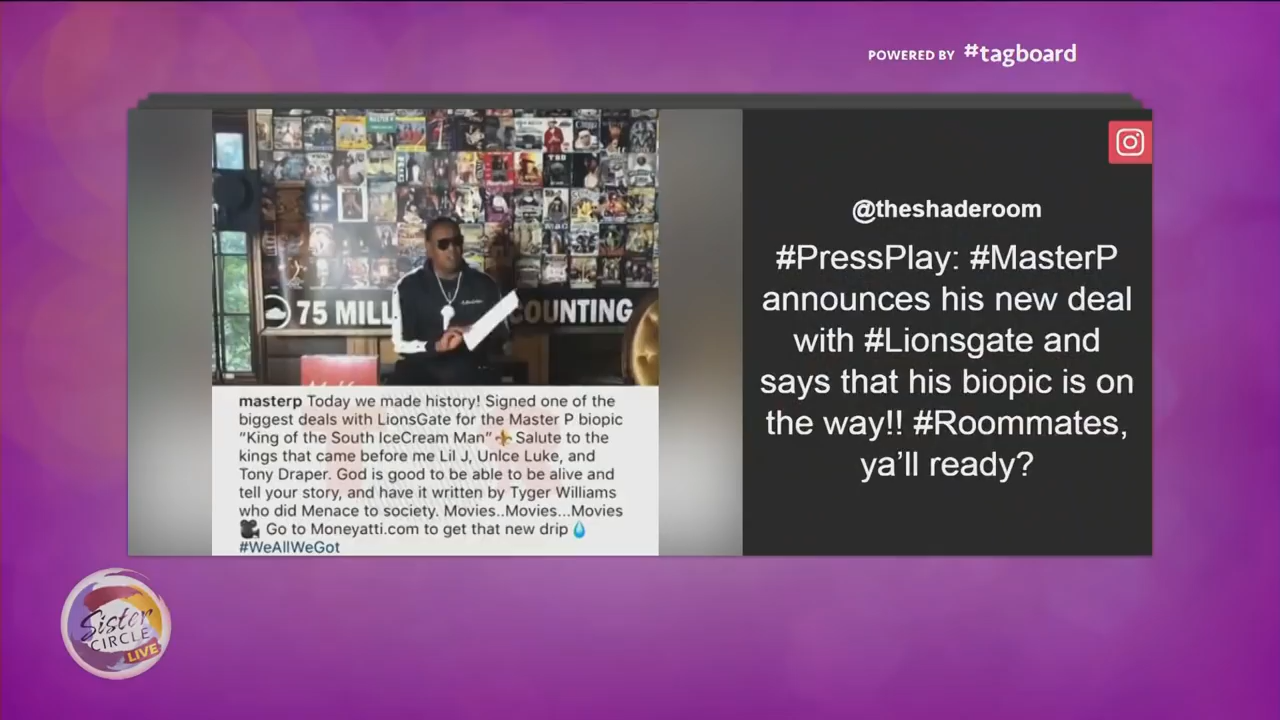 POWERED BY #tagboard
75 MILL COUNTING
masterp Today we made history! Signed one of the
biggest deals with LionsGate for the Master P biopic
“King of the South IceCream Man”⚜️ Salute to the
kings that came before me Lil J, Unlce Luke, and
Tony Draper. God is good to be able to be alive and
tell your story, and have it written by Tyger Williams
who did Menace to society. Movies..Movies...Movies
🎥 Go to Moneyatti.com to get that new drip 💧
#WeAllWeGot
@theshaderoom
#PressPlay: #MasterP
announces his new deal
with #Lionsgate and
says that his biopic is on
the way!! #Roommates,
ya’ll ready?
Sister
CIRCLE
LIVE